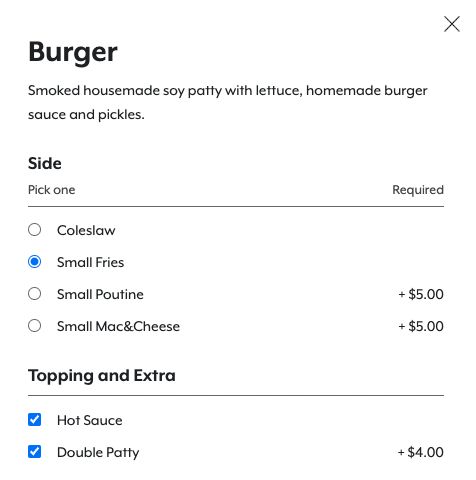 Burger
Smoked housemade soy patty with lettuce, homemade burger
sauce and pickles.
Side
Pick one Required
Coleslaw
Small Fries
Small Poutine + $5.00
Small Mac&Cheese + $5.00
Topping and Extra
Hot Sauce
Double Patty + $4.00